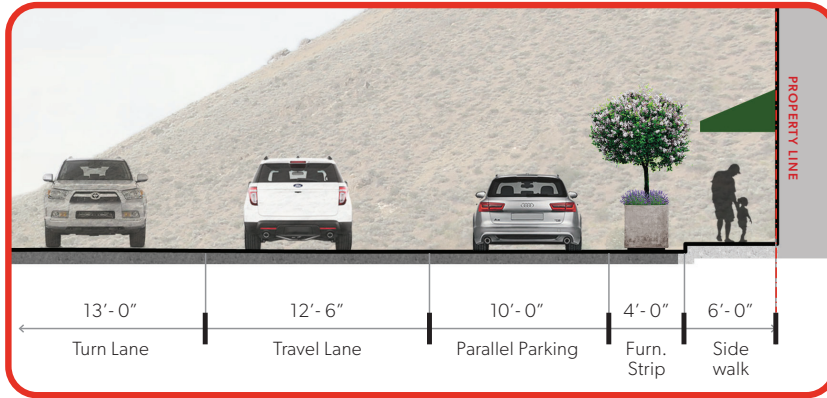 PROPERTY LINE
13’- 0”
12’- 6”
10’- 0”
4’- 0”
6’- 0”
Turn Lane
Travel Lane
Parallel Parking
Furn.
Strip
Side
walk